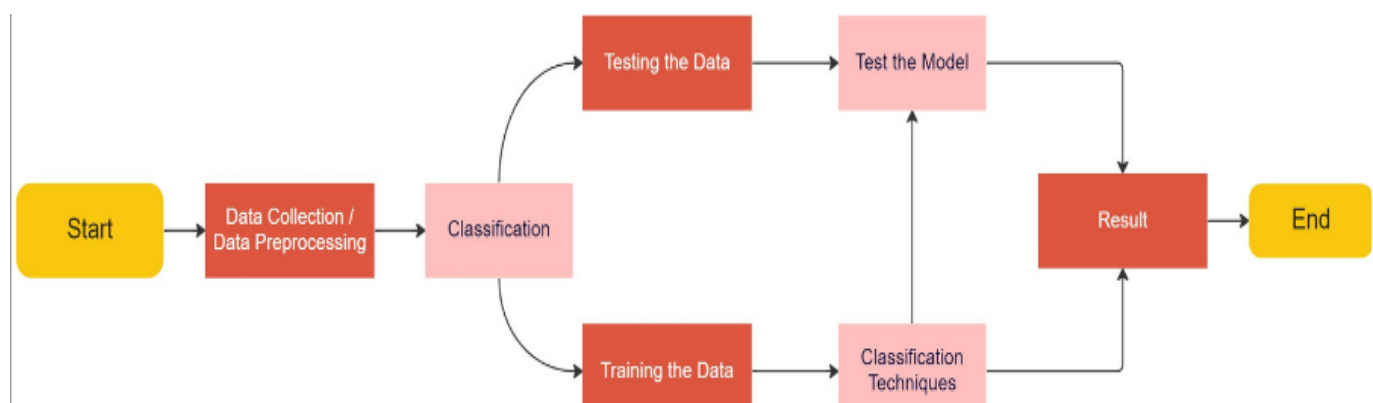 Testing the Data
Test the Model
Start
Data Collection /
Data Preprocessing
Classification
Result
End
Training the Data
Classification
Techniques